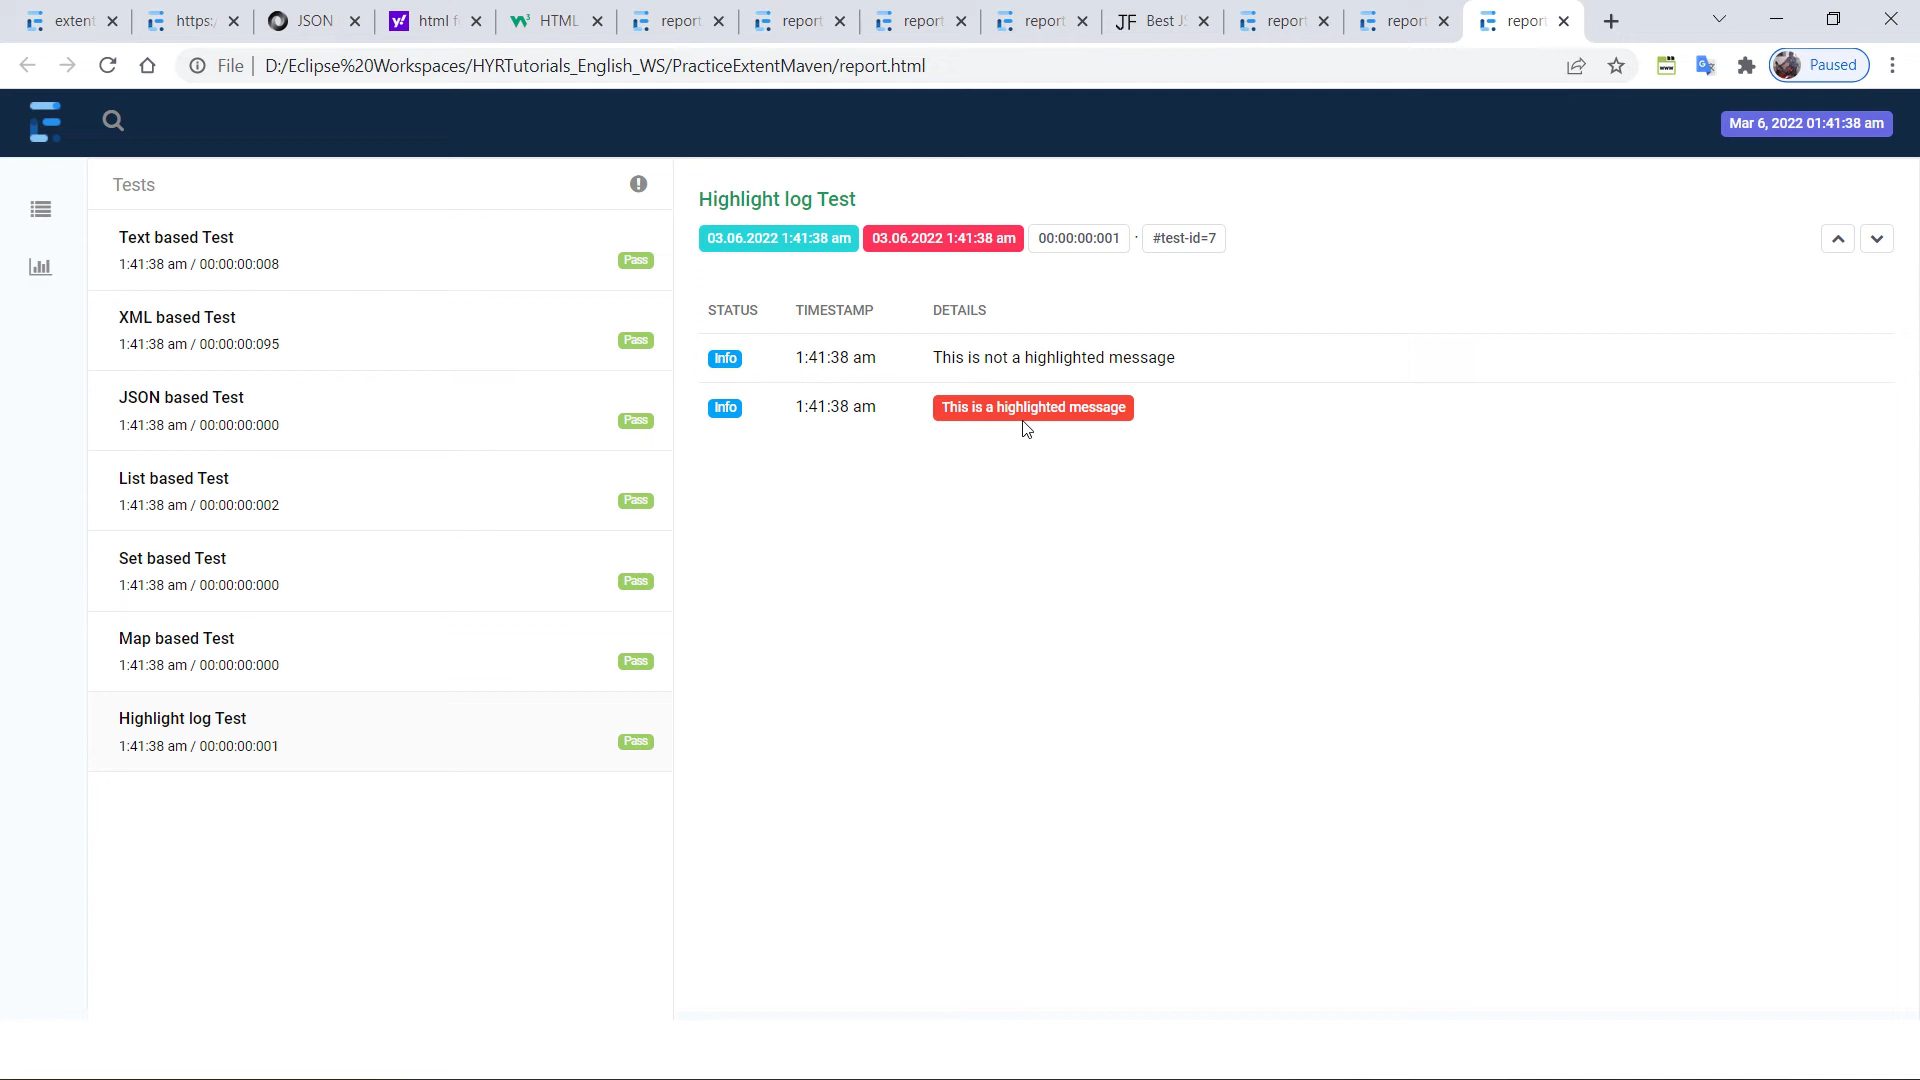 extent
https:
JSON
html f
HTML
report
report
report
report
JF Best JS
report
report
report
File D:/Eclipse%20Workspaces/HYRTutorials_English_WS/PracticeExtentMaven/report.html
Paused
Mar 6, 2022 01:41:38 am
Tests
Text based Test
1:41:38 am / 00:00:00:008
Pass
XML based Test
1:41:38 am / 00:00:00:095
Pass
JSON based Test
1:41:38 am / 00:00:00:000
Pass
List based Test
1:41:38 am / 00:00:00:002
Pass
Set based Test
1:41:38 am / 00:00:00:000
Pass
Map based Test
1:41:38 am / 00:00:00:000
Pass
Highlight log Test
1:41:38 am / 00:00:00:001
Pass
Highlight log Test
03.06.2022 1:41:38 am 03.06.2022 1:41:38 am 00:00:00:001 · #test-id=7
STATUS TIMESTAMP DETAILS
Info 1:41:38 am This is not a highlighted message
Info 1:41:38 am This is a highlighted message